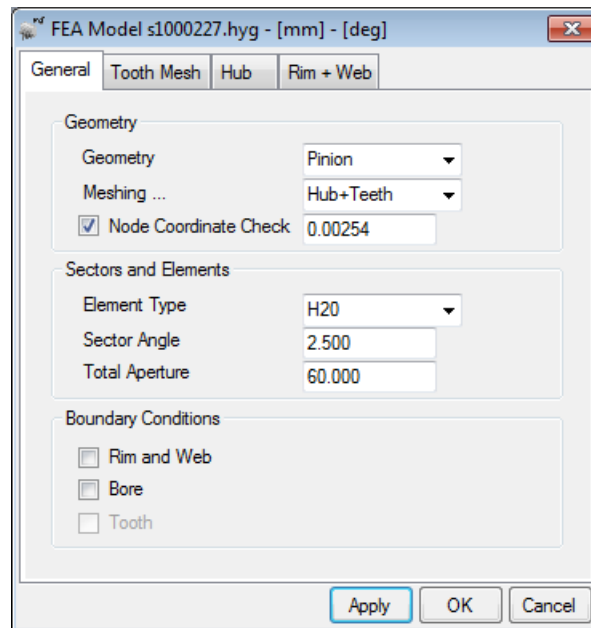 FEA Model s1000227.hyg - [mm] - [deg]
General Tooth Mesh Hub Rim + Web
Geometry
Geometry Pinion
Meshing ... Hub+Teeth
Node Coordinate Check 0.00254
Sectors and Elements
Element Type H20
Sector Angle 2.500
Total Aperture 60.000
Boundary Conditions
Rim and Web
Bore
Tooth
Apply OK Cancel